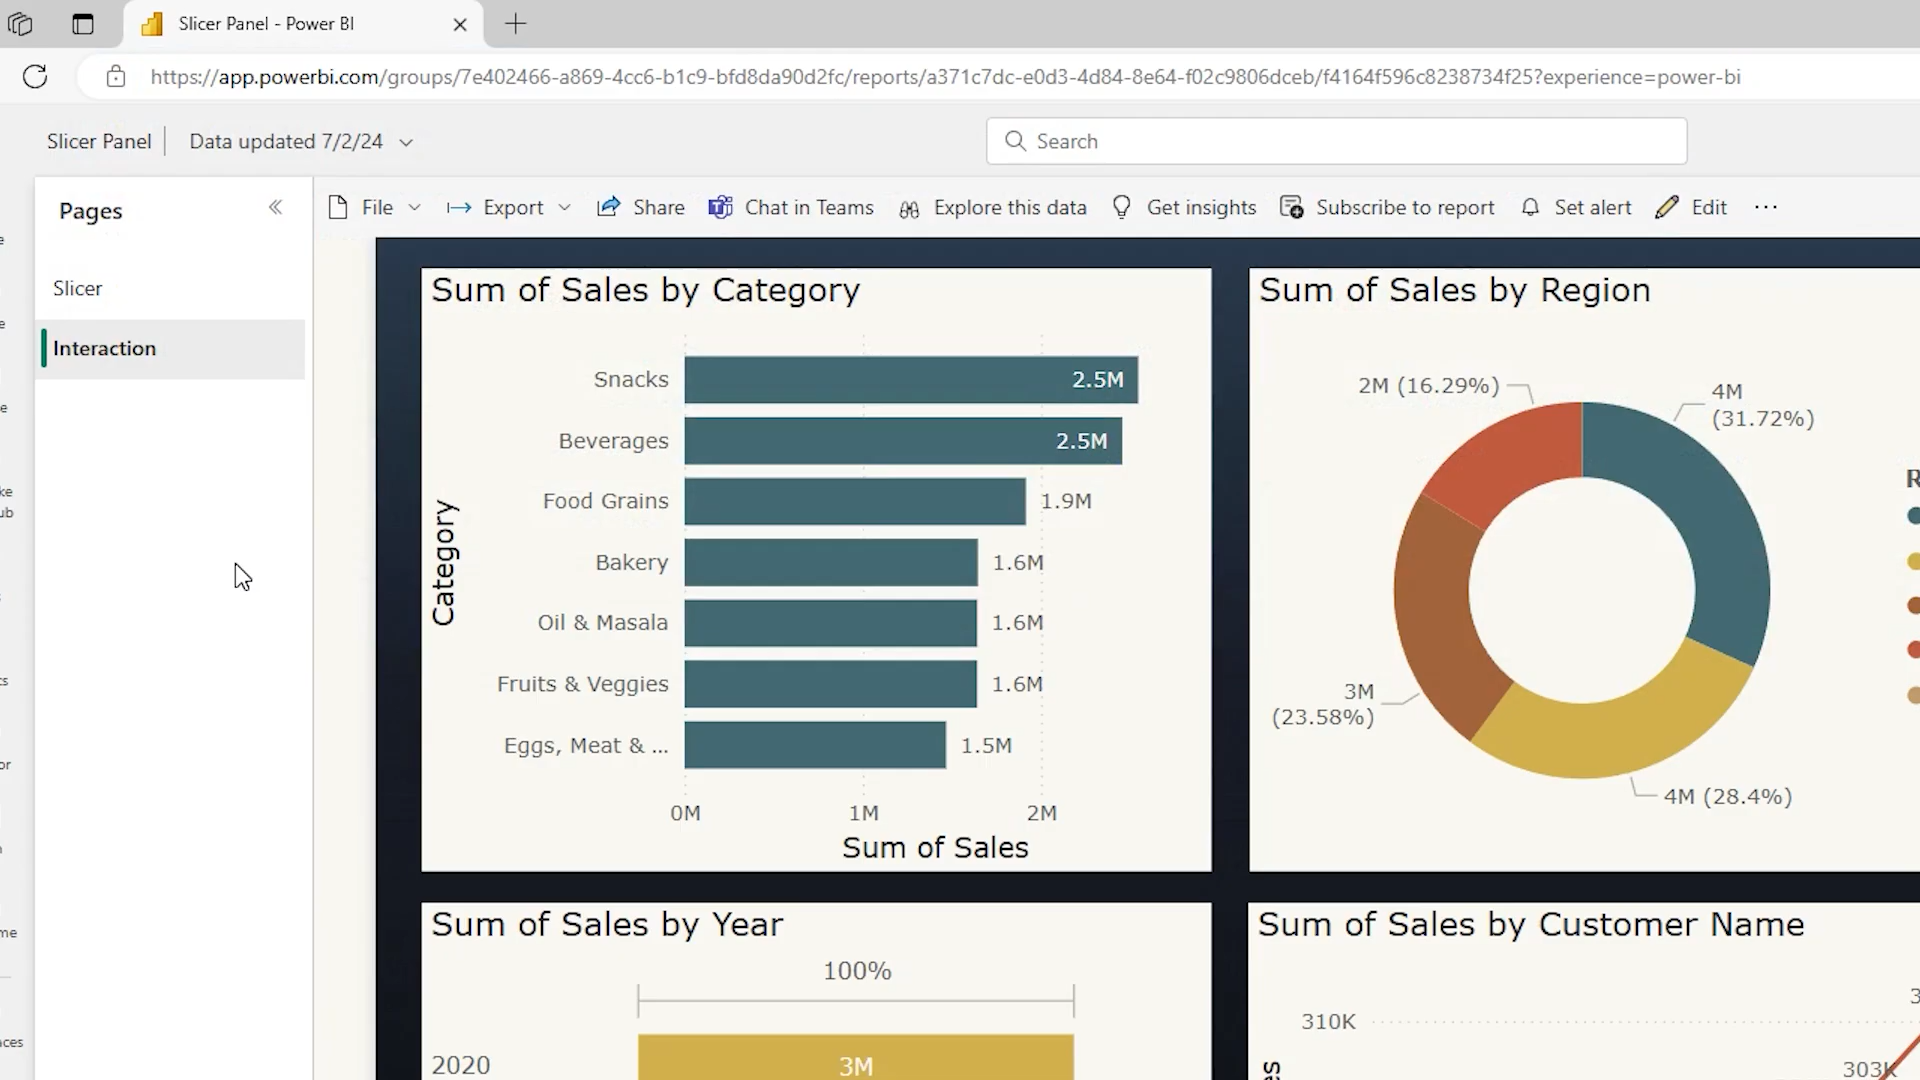 Slicer Panel - Power BI
https://app.powerbi.com/groups/7e402466-a869-4cc6-b1c9-bfd8da90d2fc/reports/a371c7dc-e0d3-4d84-8e64-f02c9806dceb/f4164f596c8238734f25?experience=power-bi
Slicer Panel
Data updated 7/2/24
Search
Pages
Slicer
Interaction
File
Export
Share
Chat in Teams
Explore this data
Get insights
Subscribe to report
Set alert
Edit
Sum of Sales by Category
Category
Snacks 2.5M
Beverages 2.5M
Food Grains 1.9M
Bakery 1.6M
Oil & Masala 1.6M
Fruits & Veggies 1.6M
Eggs, Meat & ... 1.5M
0M 1M 2M
Sum of Sales
Sum of Sales by Region
2M (16.29%)
4M
(31.72%)
3M
(23.58%)
4M (28.4%)
R
Sum of Sales by Year
100%
2020 3M
Sum of Sales by Customer Name
310K
303K